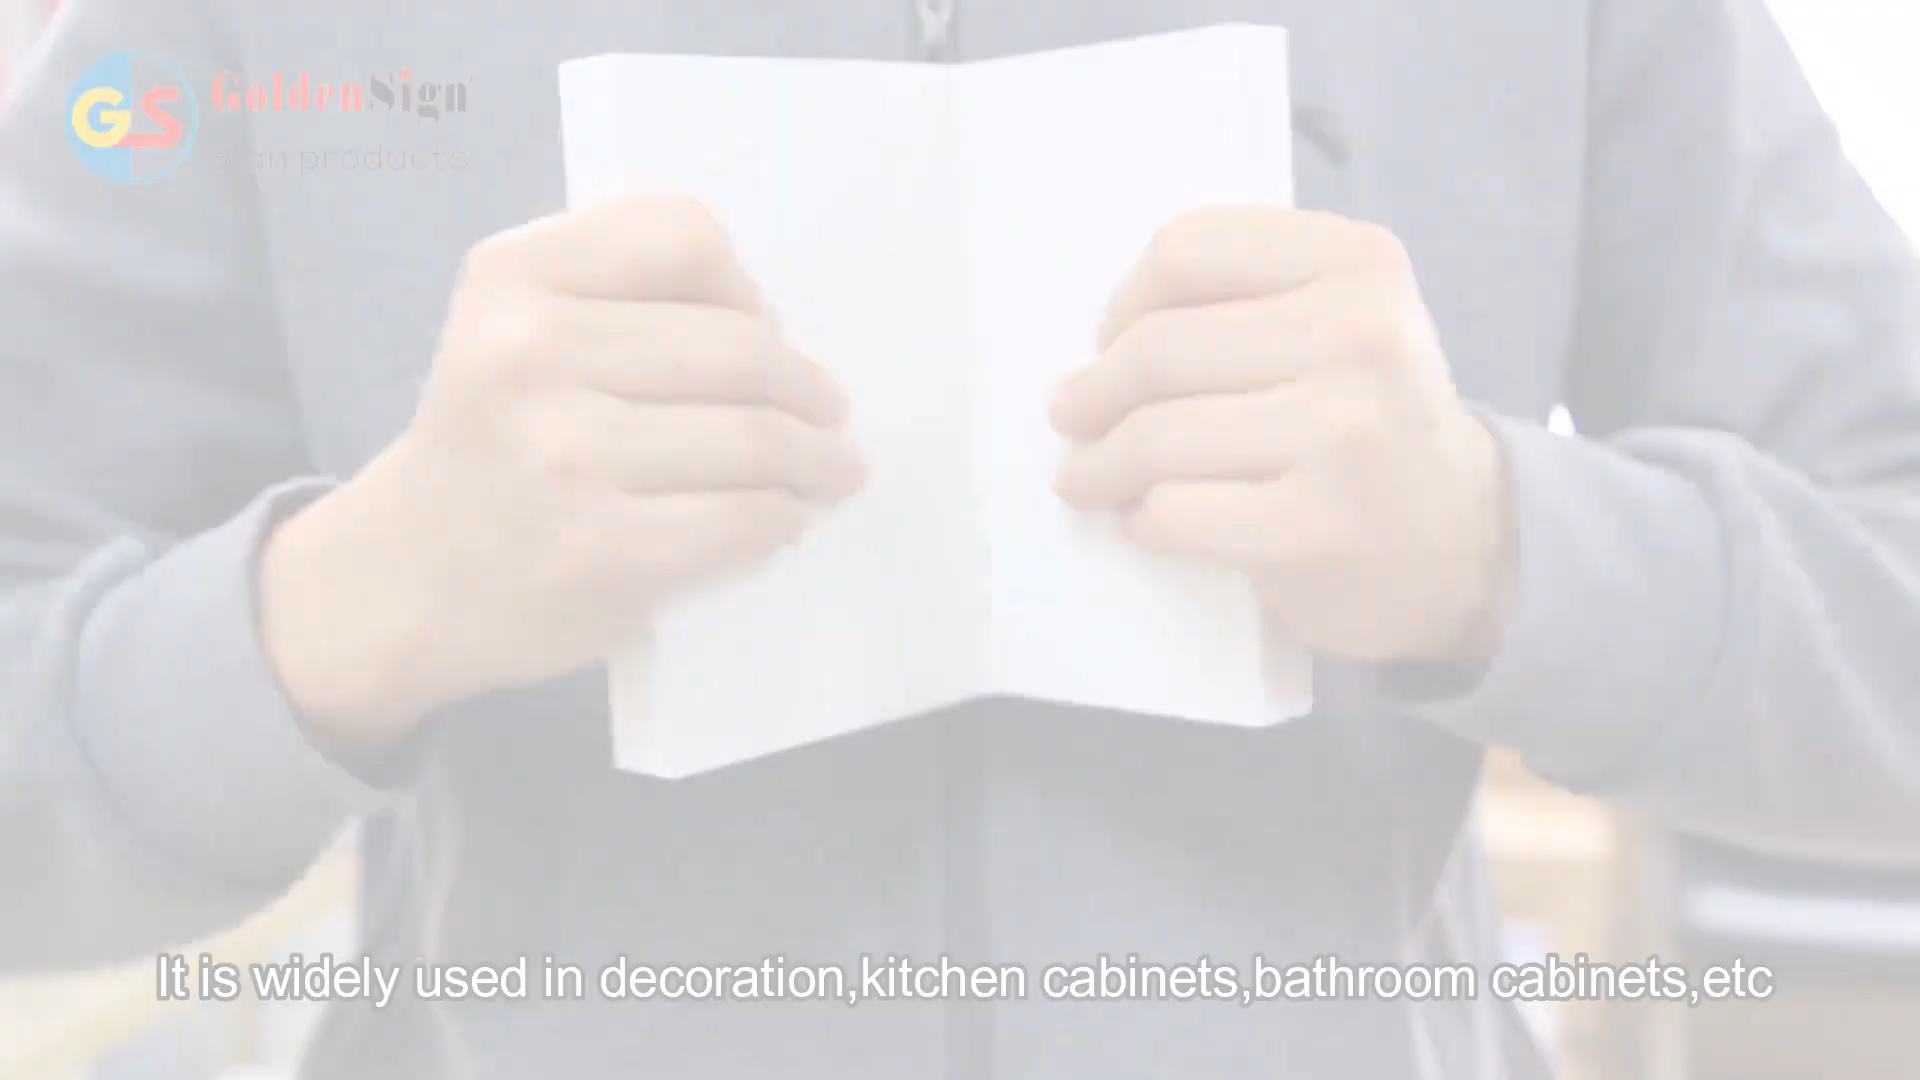 GS
GoldenSign
sign products
It is widely used in decoration,kitchen cabinets,bathroom cabinets,etc